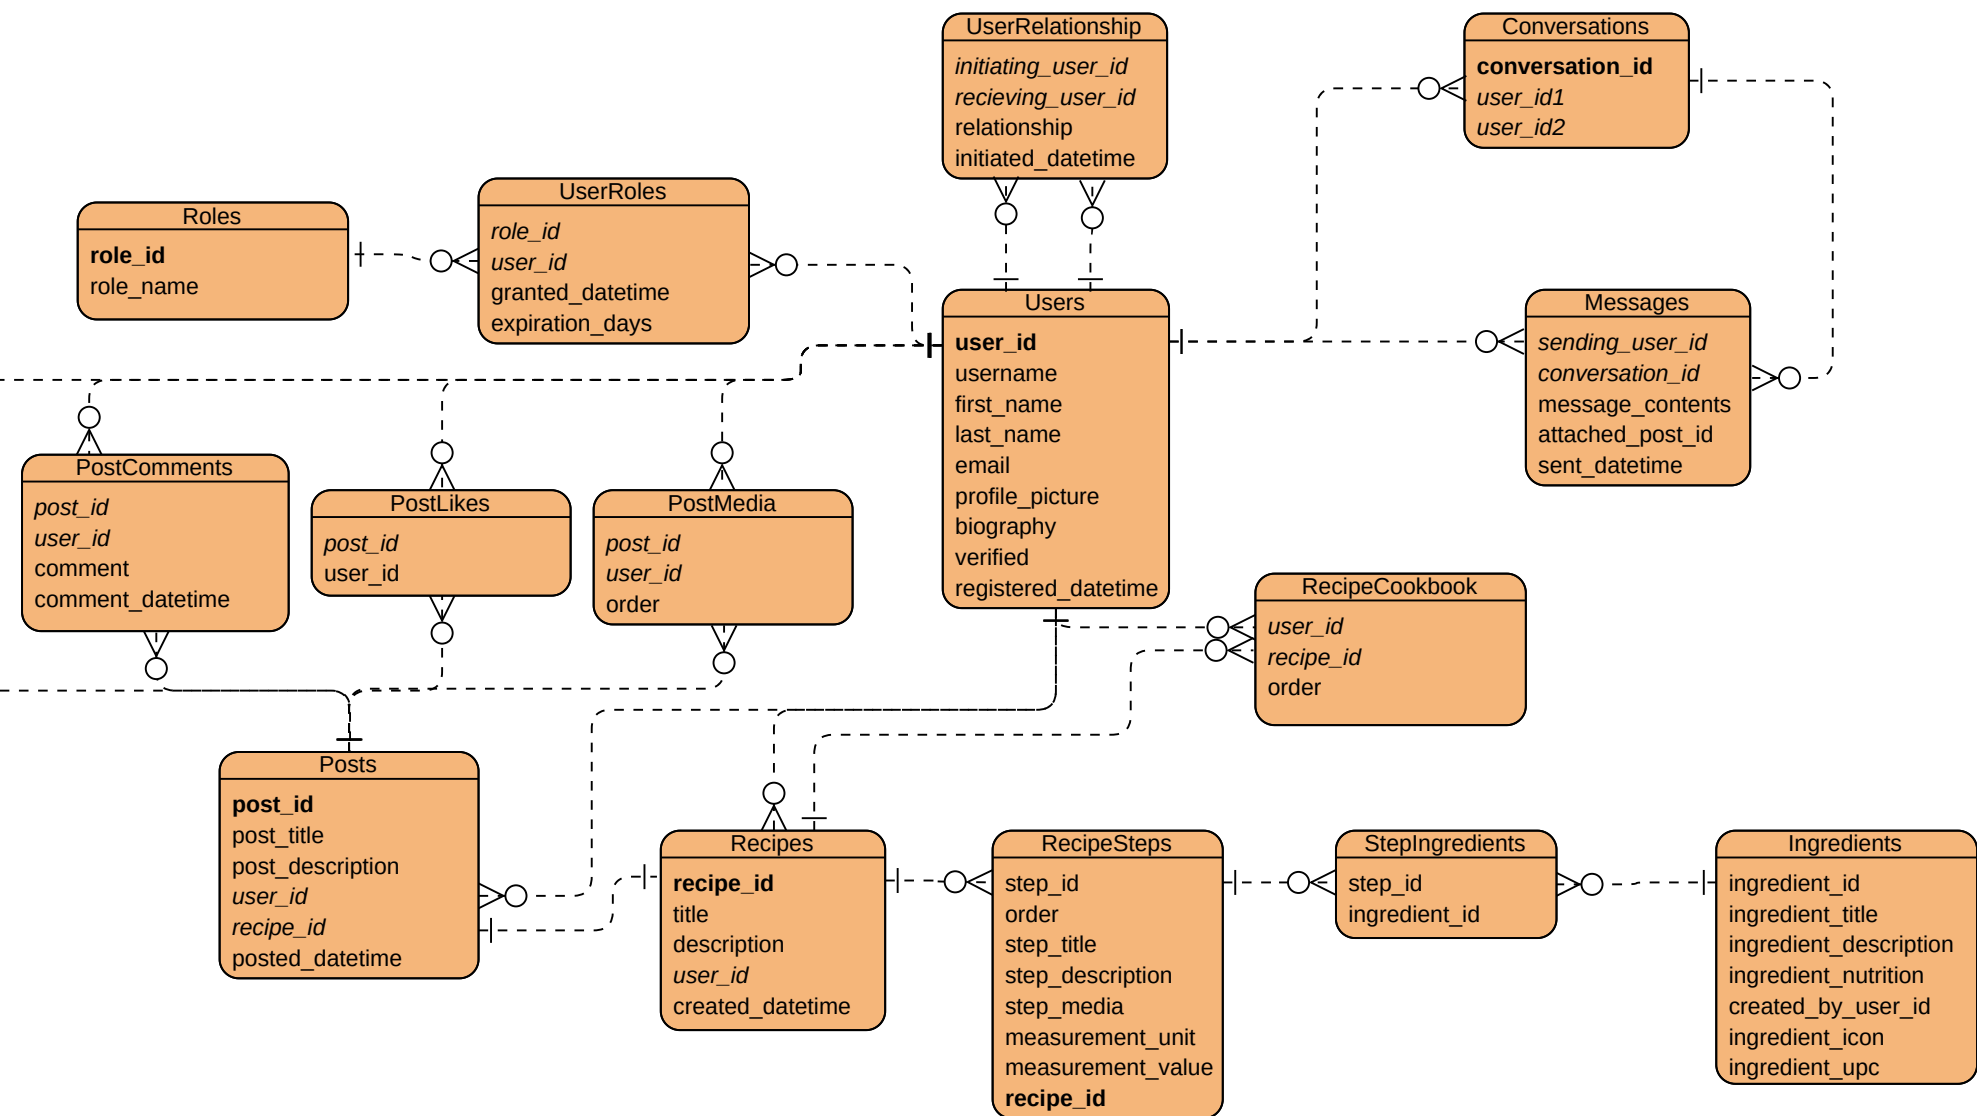 UserRelationship
initiating_user_id
recieving_user_id
relationship
initiated_datetime
Conversations
conversation_id
user_id1
user_id2
Roles
role_id
role_name
UserRoles
role_id
user_id
granted_datetime
expiration_days
Users
user_id
username
first_name
last_name
email
profile_picture
biography
verified
registered_datetime
Messages
sending_user_id
conversation_id
message_contents
attached_post_id
sent_datetime
PostComments
post_id
user_id
comment
comment_datetime
PostLikes
post_id
user_id
PostMedia
post_id
user_id
order
RecipeCookbook
user_id
recipe_id
order
Posts
post_id
post_title
post_description
user_id
recipe_id
posted_datetime
Recipes
recipe_id
title
description
user_id
created_datetime
RecipeSteps
step_id
order
step_title
step_description
step_media
measurement_unit
measurement_value
recipe_id
StepIngredients
step_id
ingredient_id
Ingredients
ingredient_id
ingredient_title
ingredient_description
ingredient_nutrition
created_by_user_id
ingredient_icon
ingredient_upc